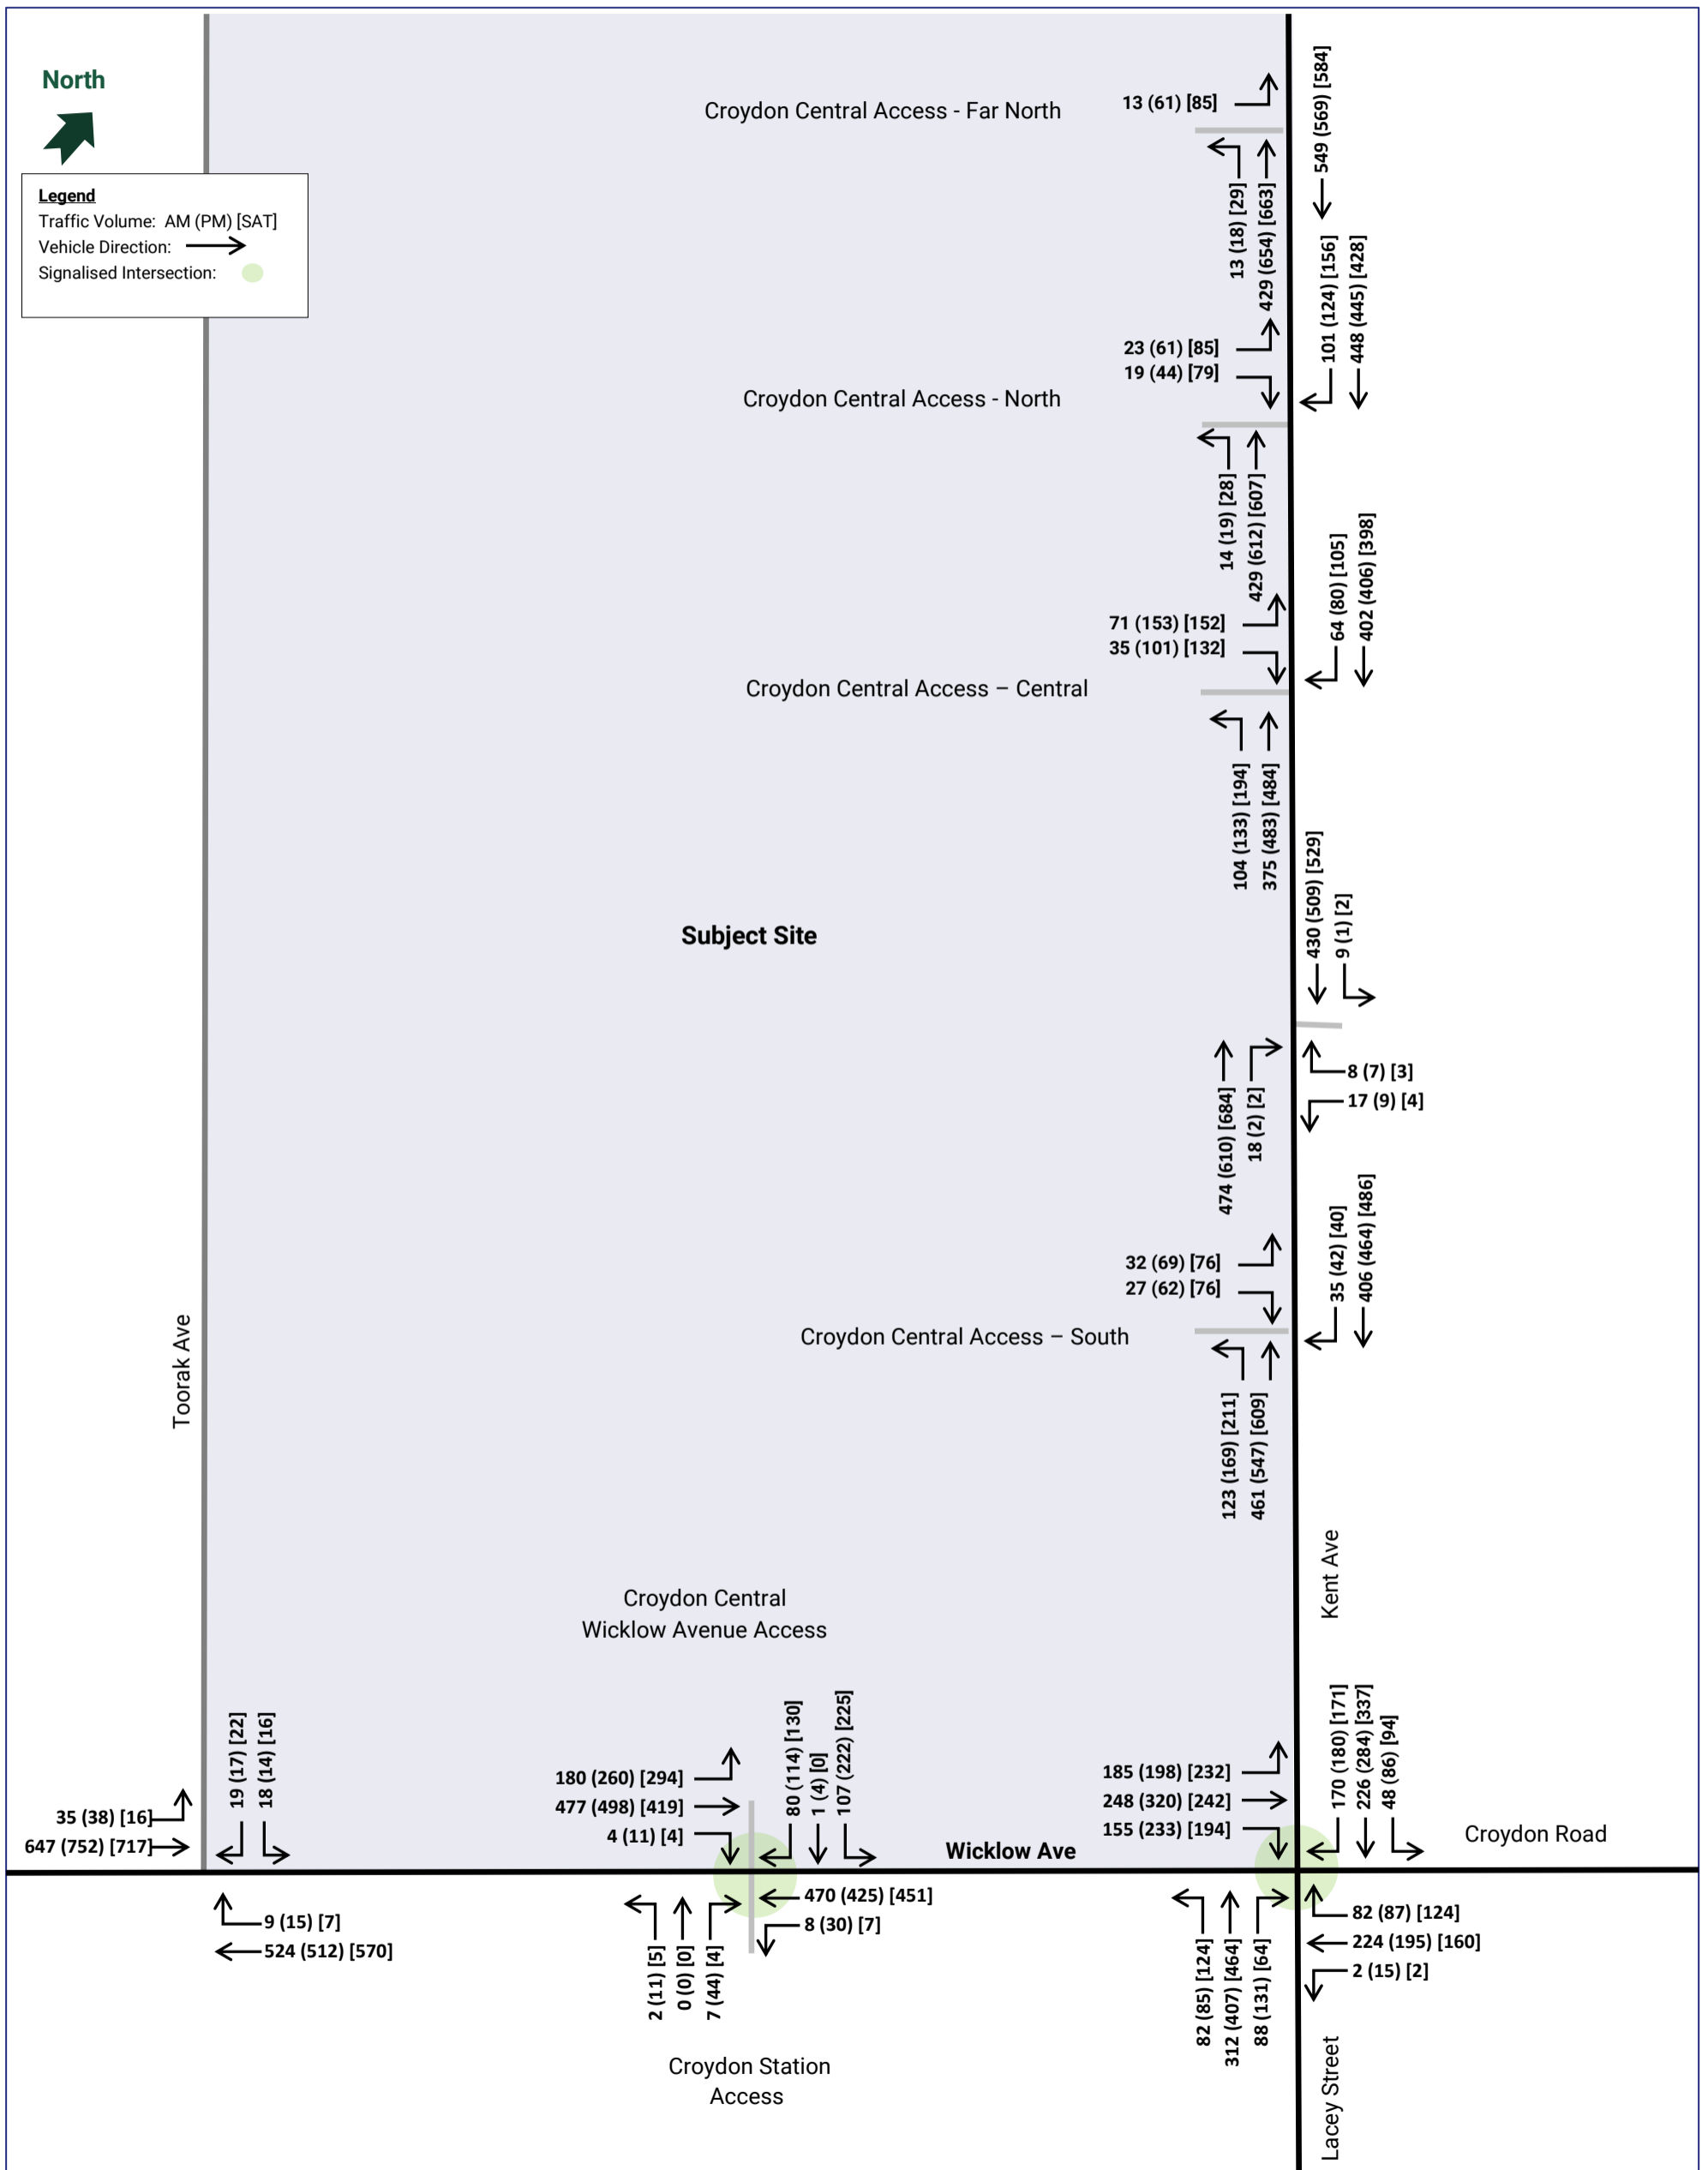 North
Legend
Traffic Volume: AM (PM) [SAT]
Vehicle Direction:
Signalised Intersection:
Croydon Central Access - Far North
13 (61) [85]
549 (569) [584]
13 (18) [29]
429 (654) [663]
101 (124) [156]
448 (445) [428]
23 (61) [85]
19 (44) [79]
Croydon Central Access - North
14 (19) [28]
429 (612) [607]
64 (80) [105]
402 (406) [398]
71 (153) [152]
35 (101) [132]
Croydon Central Access – Central
104 (133) [194]
375 (483) [484]
430 (509) [529]
9 (1) [2]
Subject Site
474 (610) [684]
18 (2) [2]
8 (7) [3]
17 (9) [4]
35 (42) [40]
406 (464) [486]
32 (69) [76]
27 (62) [76]
Croydon Central Access – South
123 (169) [211]
461 (547) [609]
Toorak Ave
Kent Ave
Croydon Central
Wicklow Avenue Access
19 (17) [22]
18 (14) [16]
35 (38) [16]
647 (752) [717]
180 (260) [294]
477 (498) [419]
4 (11) [4]
80 (114) [130]
1 (4) [0]
107 (222) [225]
185 (198) [232]
248 (320) [242]
155 (233) [194]
170 (180) [171]
226 (284) [337]
48 (86) [94]
Croydon Road
Wicklow Ave
9 (15) [7]
524 (512) [570]
2 (11) [5]
0 (0) [0]
7 (44) [4]
470 (425) [451]
8 (30) [7]
82 (85) [124]
312 (407) [464]
88 (131) [64]
82 (87) [124]
224 (195) [160]
2 (15) [2]
Croydon Station
Access
Lacey Street